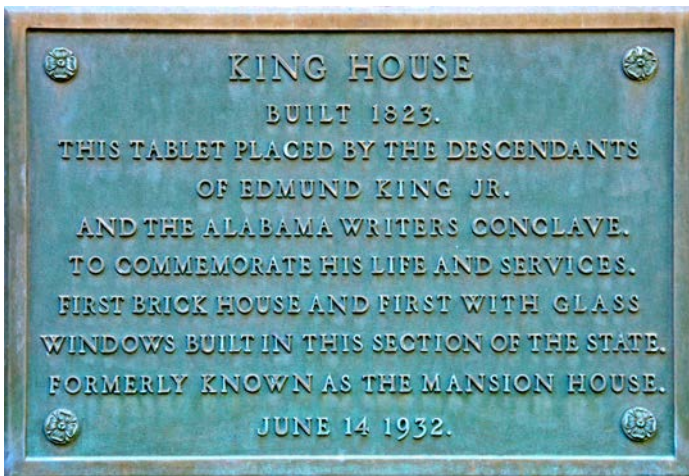 KING HOUSE
BUILT 1823.
THIS TABLET PLACED BY THE DESCENDANTS
OF EDMUND KING JR.
AND THE ALABAMA WRITERS CONCLAVE.
TO COMMEMORATE HIS LIFE AND SERVICES.
FIRST BRICK HOUSE AND FIRST WITH GLASS
WINDOWS BUILT IN THIS SECTION OF THE STATE.
FORMERLY KNOWN AS THE MANSION HOUSE.
JUNE 14 1932.